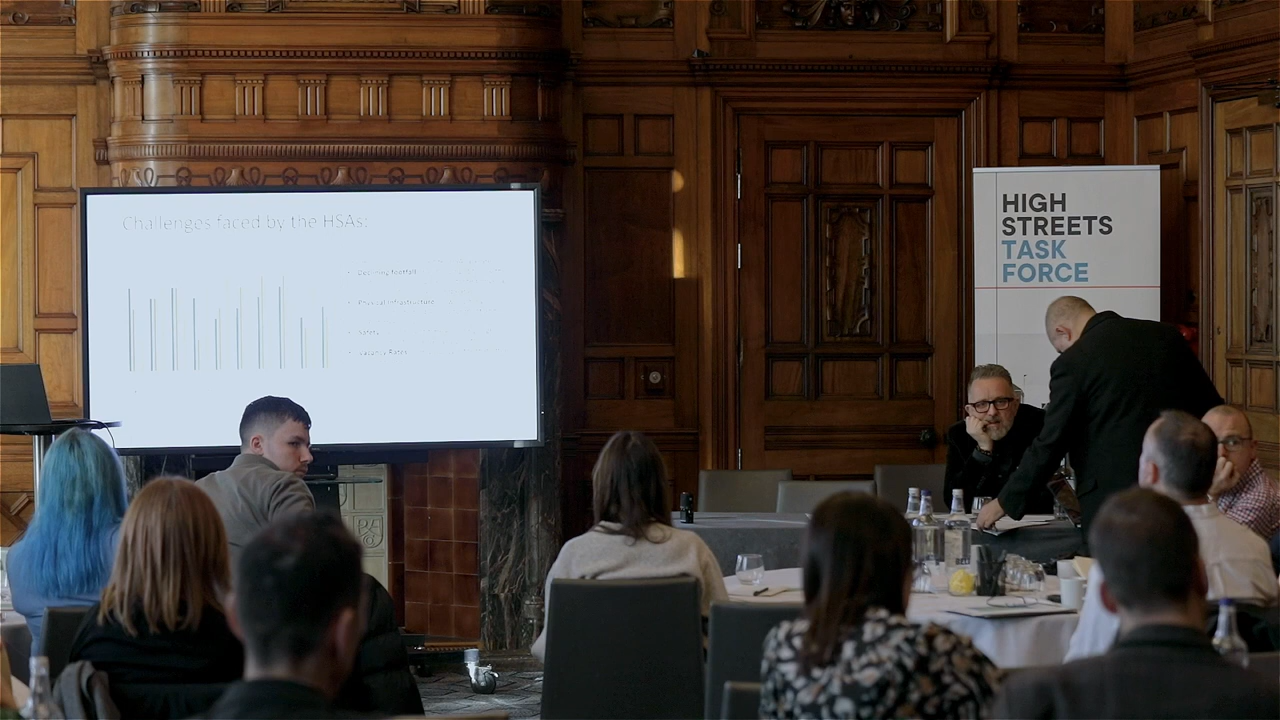 Challenges faced by the HSAs:
Declining footfall
Physical infrastructure
Safety
Vacancy Rates
HIGH
STREETS
TASK
FORCE